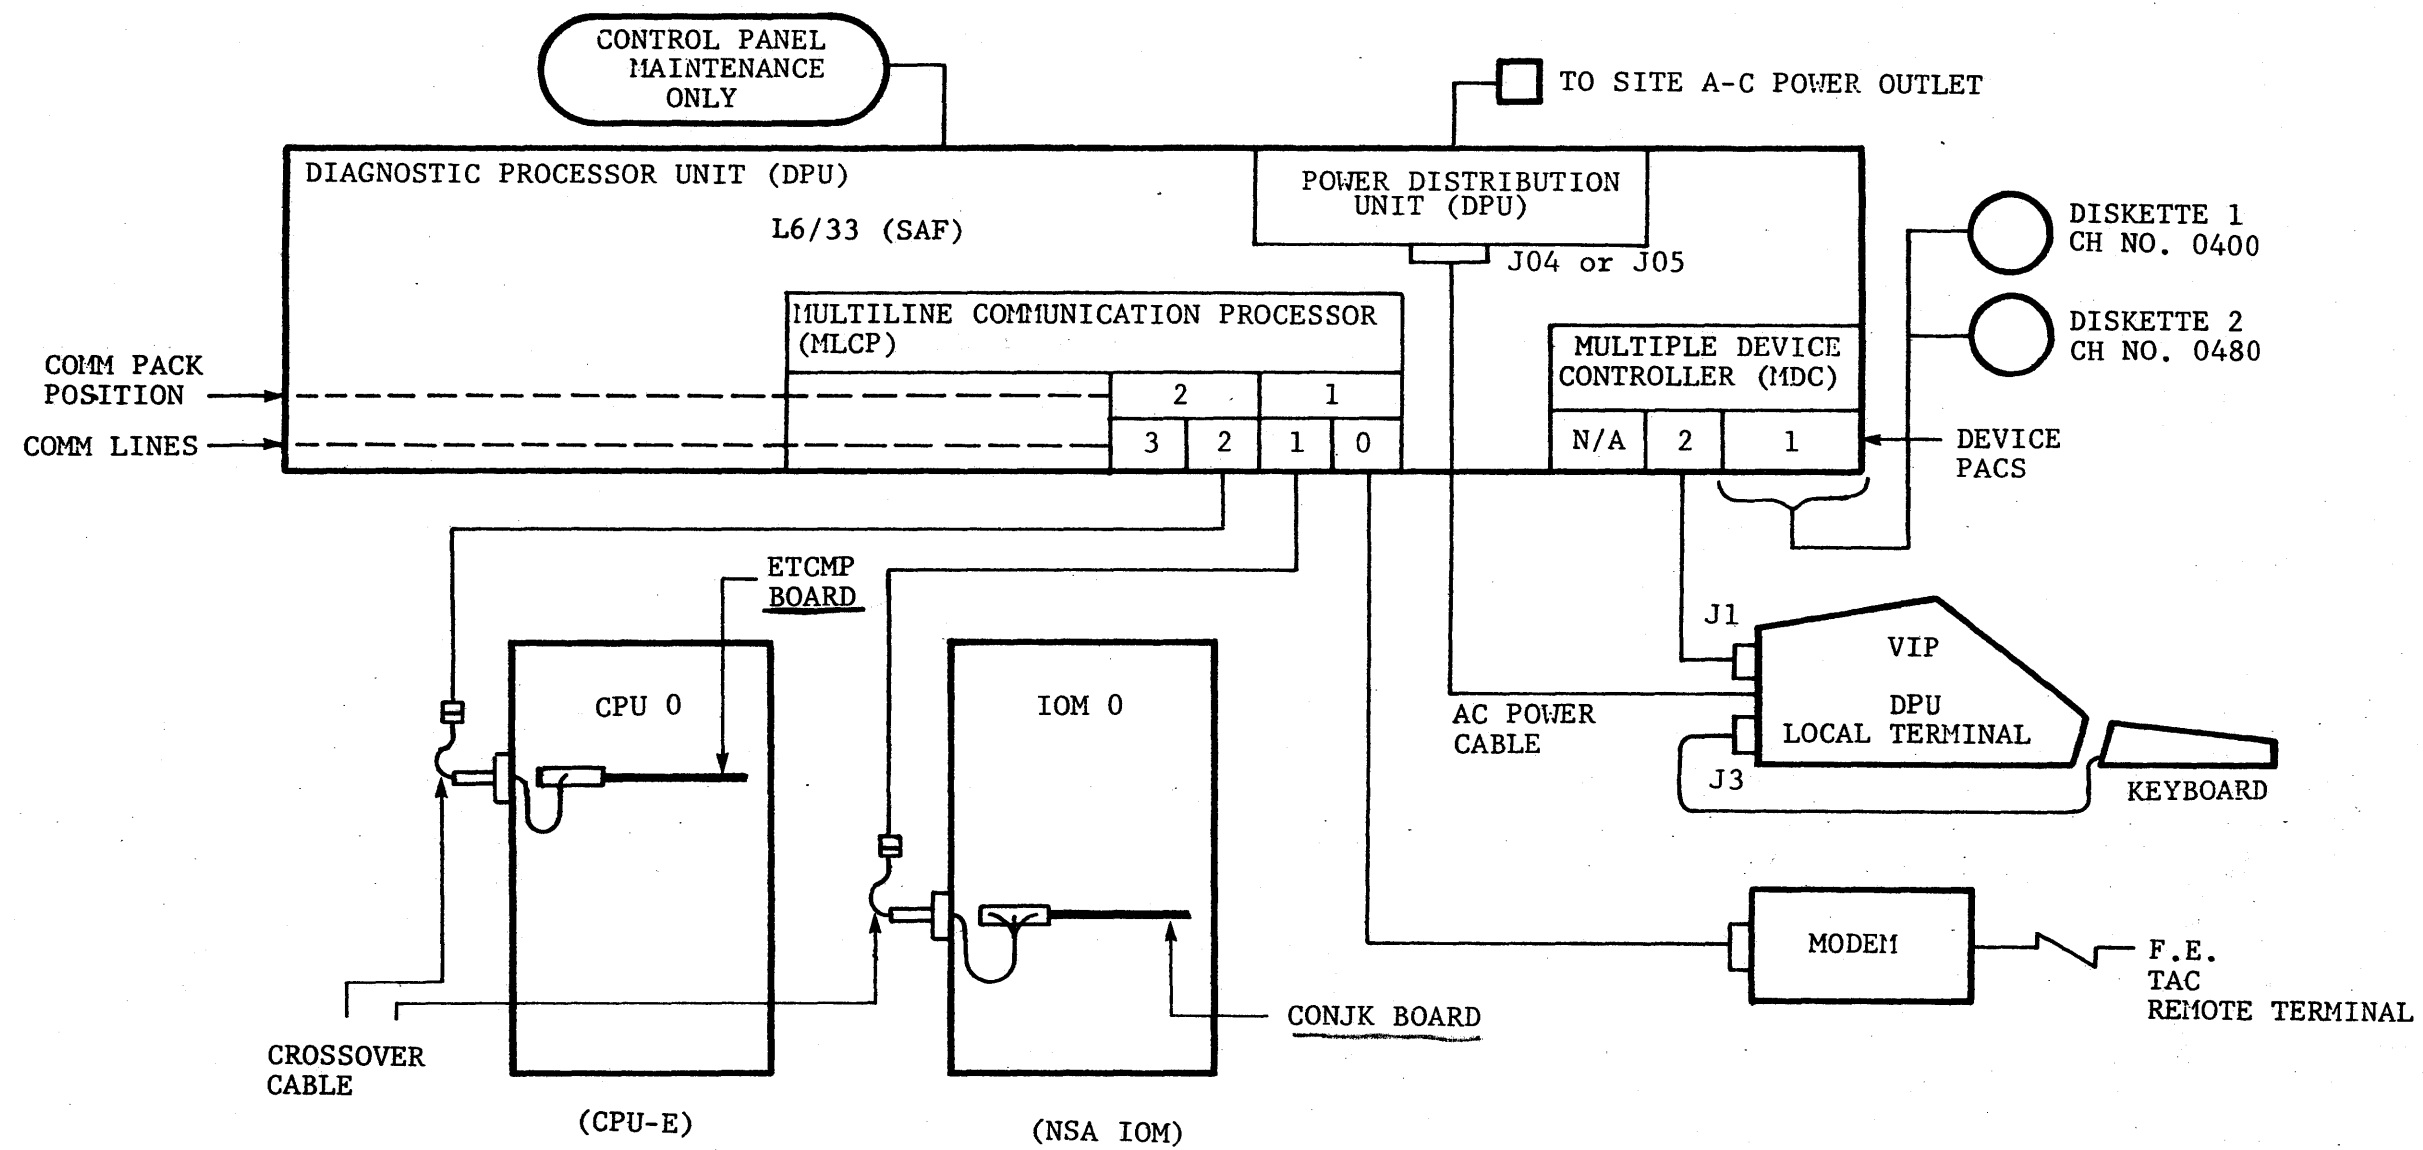 CONTROL PANEL
MAINTENANCE
ONLY
TO SITE A-C POWER OUTLET
DIAGNOSTIC PROCESSOR UNIT (DPU)
L6/33 (SAF)
POWER DISTRIBUTION
UNIT (DPU)
J04 or J05
DISKETTE 1
CH NO. 0400
DISKETTE 2
CH NO. 0480
MULTILINE COMMUNICATION PROCESSOR
(MLCP)
MULTIPLE DEVICE
CONTROLLER (MDC)
COMM PACK
POSITION
2 1
COMM LINES
3 2 1 0
N/A 2 1
DEVICE
PACS
ETCMP
BOARD
CPU 0
IOM 0
J1
VIP
DPU
LOCAL TERMINAL
J3
AC POWER
CABLE
KEYBOARD
MODEM
F.E.
TAC
REMOTE TERMINAL
CONJK BOARD
CROSSOVER
CABLE
(CPU-E)
(NSA IOM)